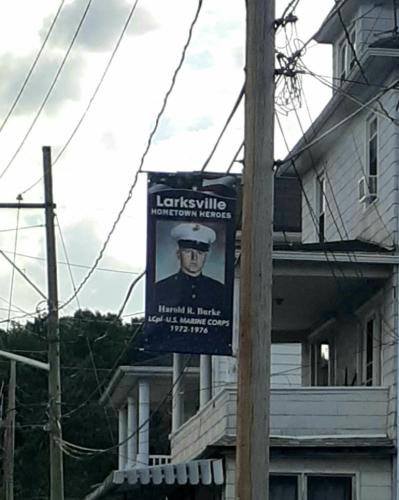 Larksville
HOMETOWN HEROES
Harold R. Burke
LCpl-U.S. MARINE CORPS
1972-1976